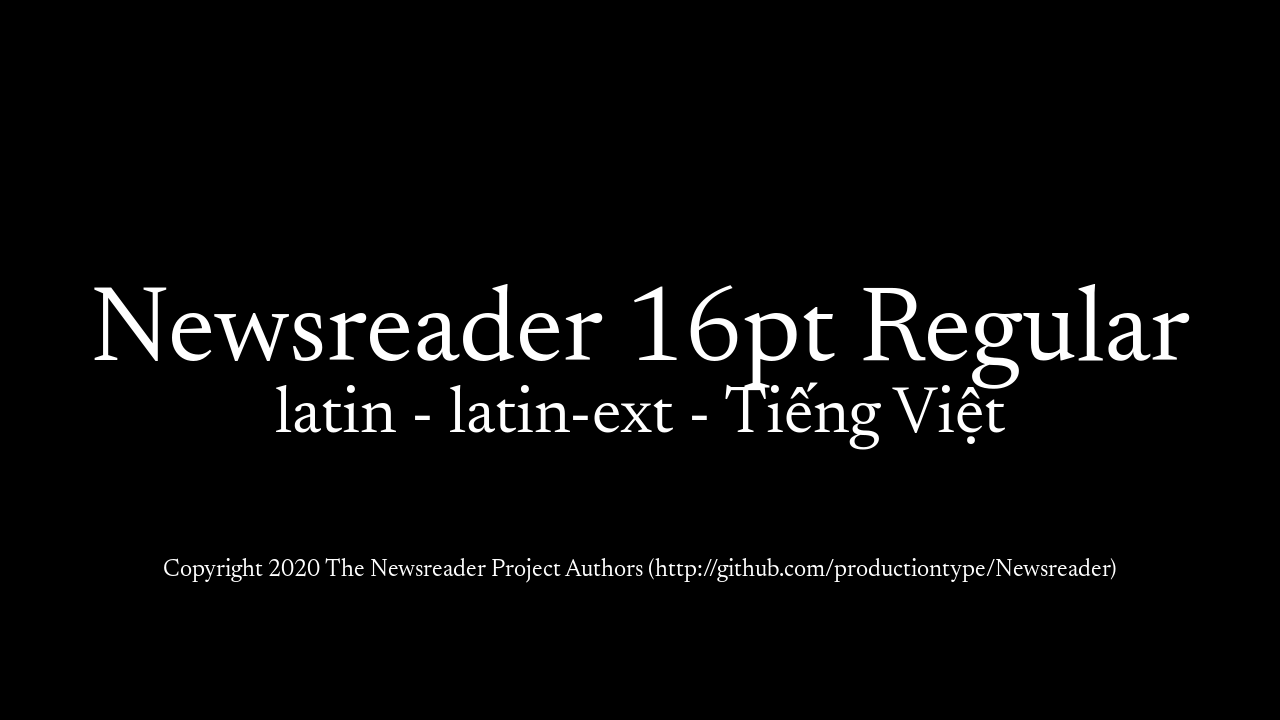 Newsreader 16pt Regular
latin - latin-ext - Tiếng Việt
Copyright 2020 The Newsreader Project Authors (http://github.com/productiontype/Newsreader)